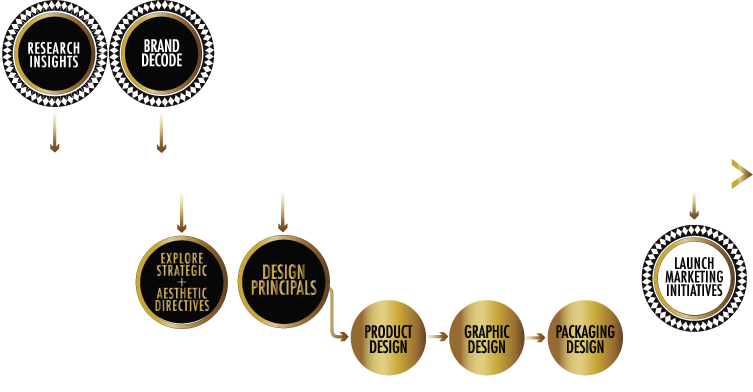 RESEARCH
INSIGHTS
BRAND
DECODE
EXPLORE
STRATEGIC
+
AESTHETIC
DIRECTIVES
DESIGN
PRINCIPALS
PRODUCT
DESIGN
GRAPHIC
DESIGN
PACKAGING
DESIGN
LAUNCH
MARKETING
INITIATIVES